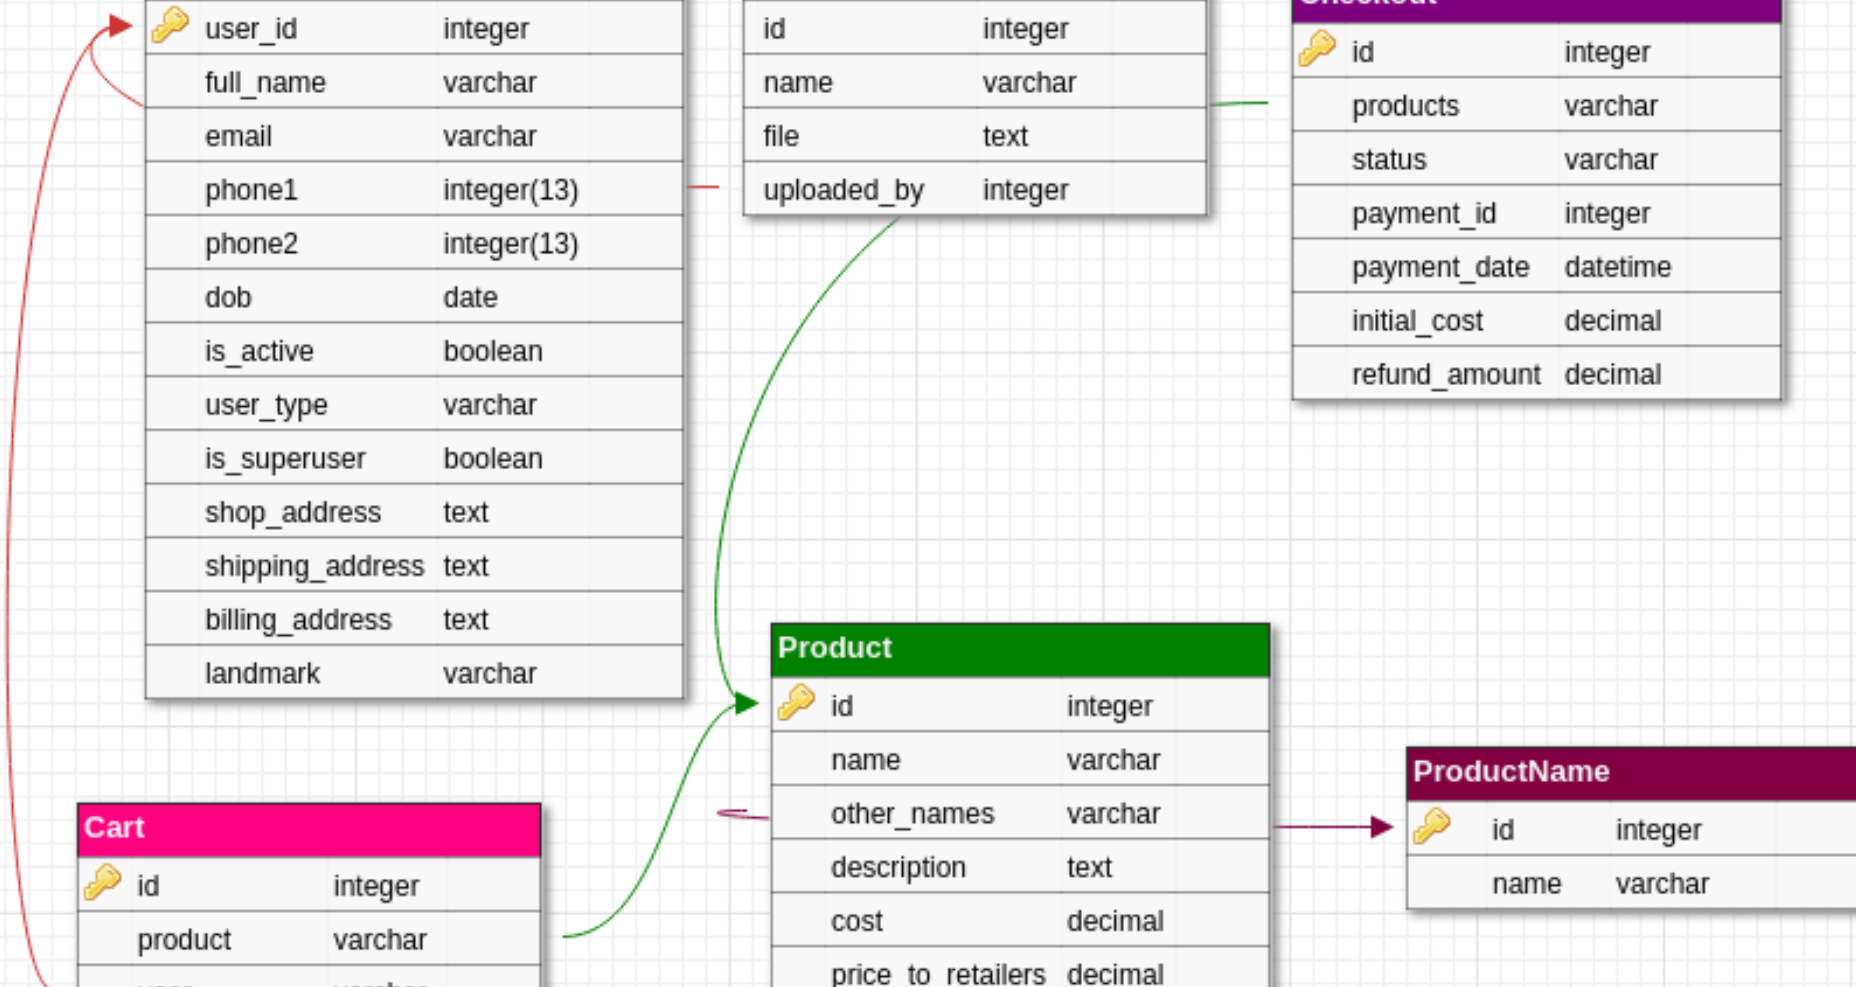 user_id integer
full_name varchar
email varchar
phone1 integer(13)
phone2 integer(13)
dob date
is_active boolean
user_type varchar
is_superuser boolean
shop_address text
shipping_address text
billing_address text
landmark varchar
id integer
name varchar
file text
uploaded_by integer
Checkout
id integer
products varchar
status varchar
payment_id integer
payment_date datetime
initial_cost decimal
refund_amount decimal
Product
id integer
name varchar
other_names varchar
description text
cost decimal
price_to_retailers decimal
ProductName
id integer
name varchar
Cart
id integer
product varchar